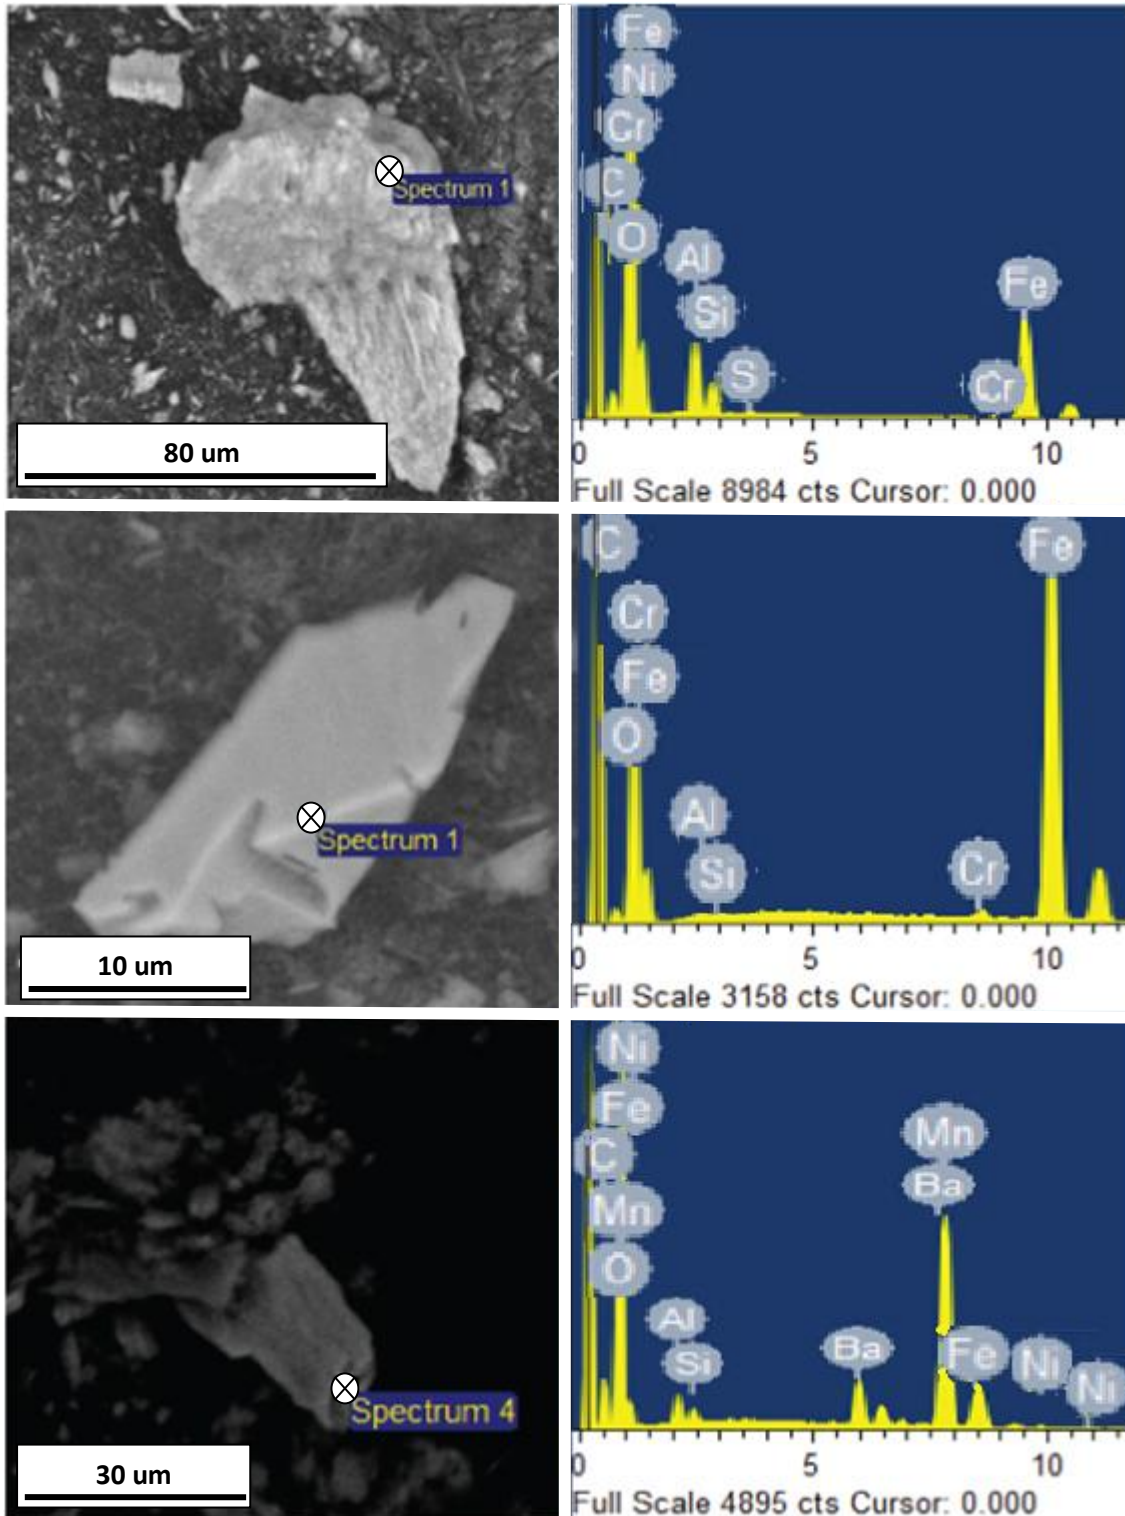 Spectrum 1
80 um
Fe
Ni
Cr
C
O
Al
Si
S
Fe
Cr
0 5 10
Full Scale 8984 cts Cursor: 0.000
Spectrum 1
10 um
C
Fe
Cr
Fe
O
Al
Si
Cr
0 5 10
Full Scale 3158 cts Cursor: 0.000
Spectrum 4
30 um
Ni
Fe
C
Mn
O
Al
Si
Mn
Ba
Ba
Fe
Ni
Ni
0 5 10
Full Scale 4895 cts Cursor: 0.000